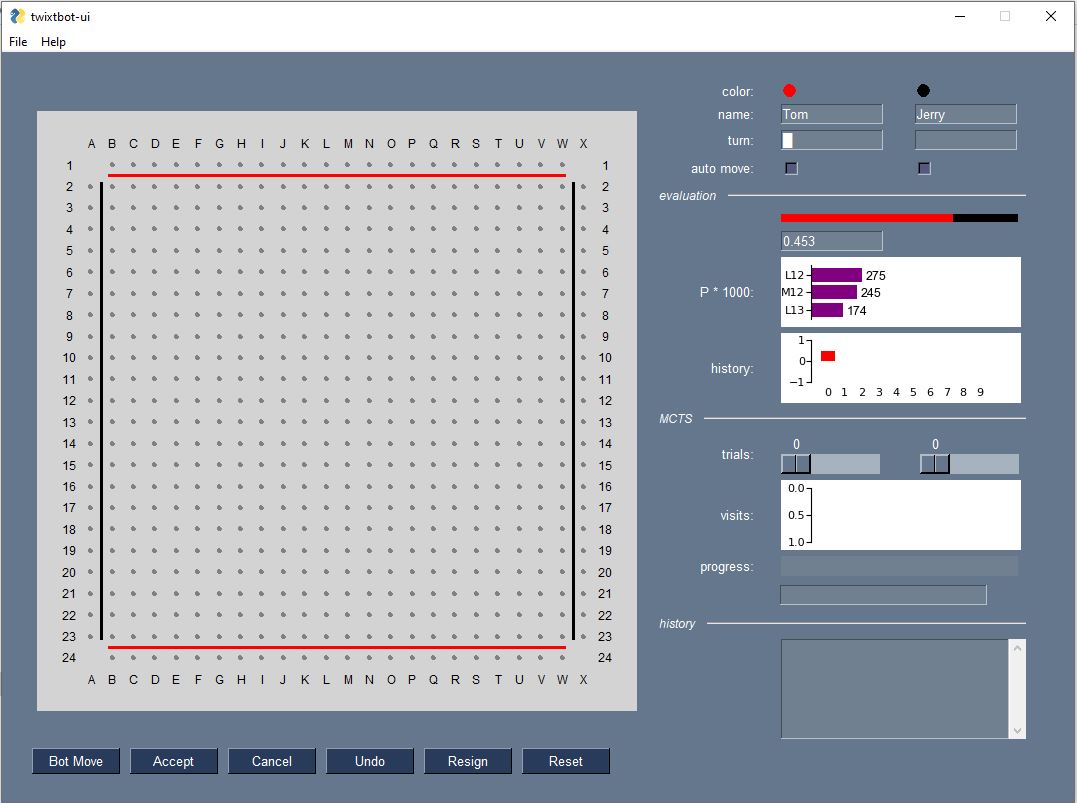 twixtbot-ui
File Help
A B C D E F G H I J K L M N O P Q R S T U V W X
1 1
2 2
3 3
4 4
5 5
6 6
7 7
8 8
9 9
10 10
11 11
12 12
13 13
14 14
15 15
16 16
17 17
18 18
19 19
20 20
21 21
22 22
23 23
24 24
A B C D E F G H I J K L M N O P Q R S T U V W X
Bot Move Accept Cancel Undo Resign Reset
color:
name: Tom Jerry
turn:
auto move:
evaluation
0.453
P * 1000:
L12 275
M12 245
L13 174
history:
1
0
−1
0 1 2 3 4 5 6 7 8 9
MCTS
trials: 0 0
visits:
0.0
0.5
1.0
progress:
history